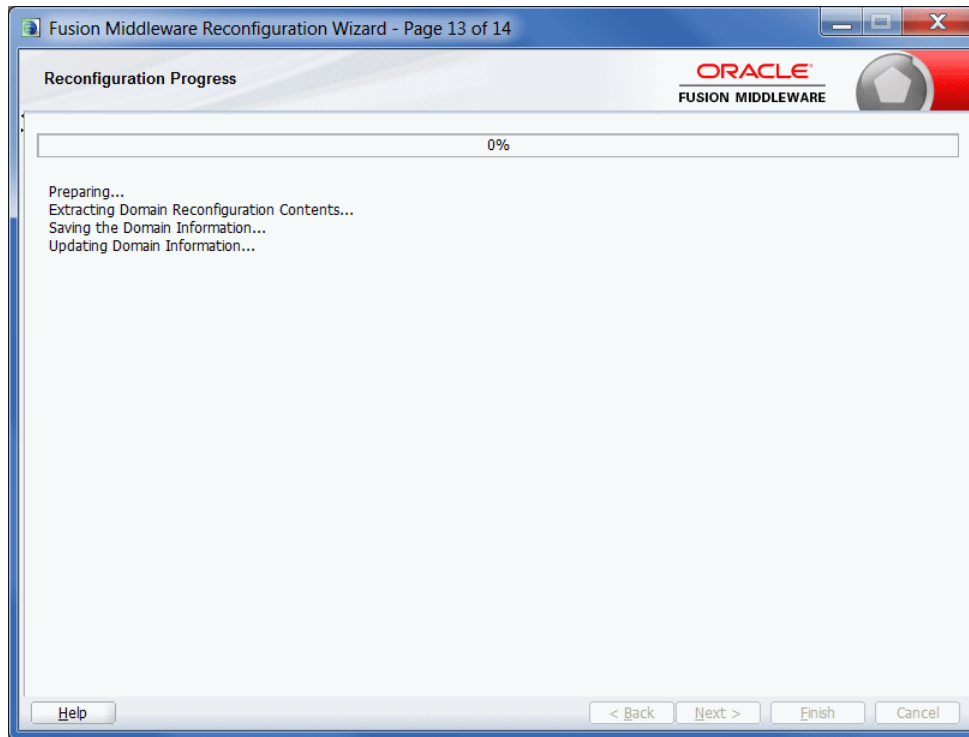 Fusion Middleware Reconfiguration Wizard - Page 13 of 14
Reconfiguration Progress
ORACLE®
FUSION MIDDLEWARE
0%
Preparing...
Extracting Domain Reconfiguration Contents...
Saving the Domain Information...
Updating Domain Information...
Help < Back Next > Finish Cancel